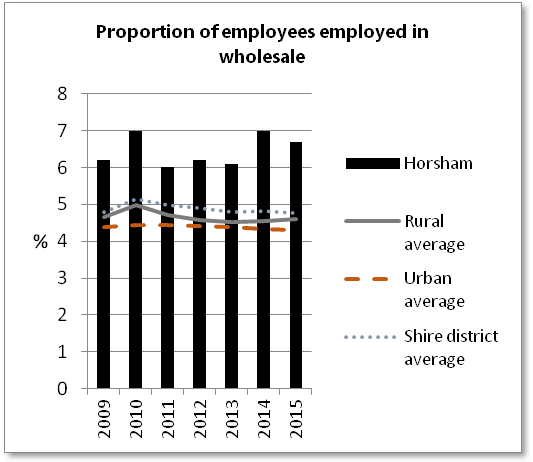 Proportion of employees employed in
wholesale
8
7
6
5
4
3
2
1
0
%
2009
2010
2011
2012
2013
2014
2015
Horsham
Rural
average
Urban
average
Shire district
average